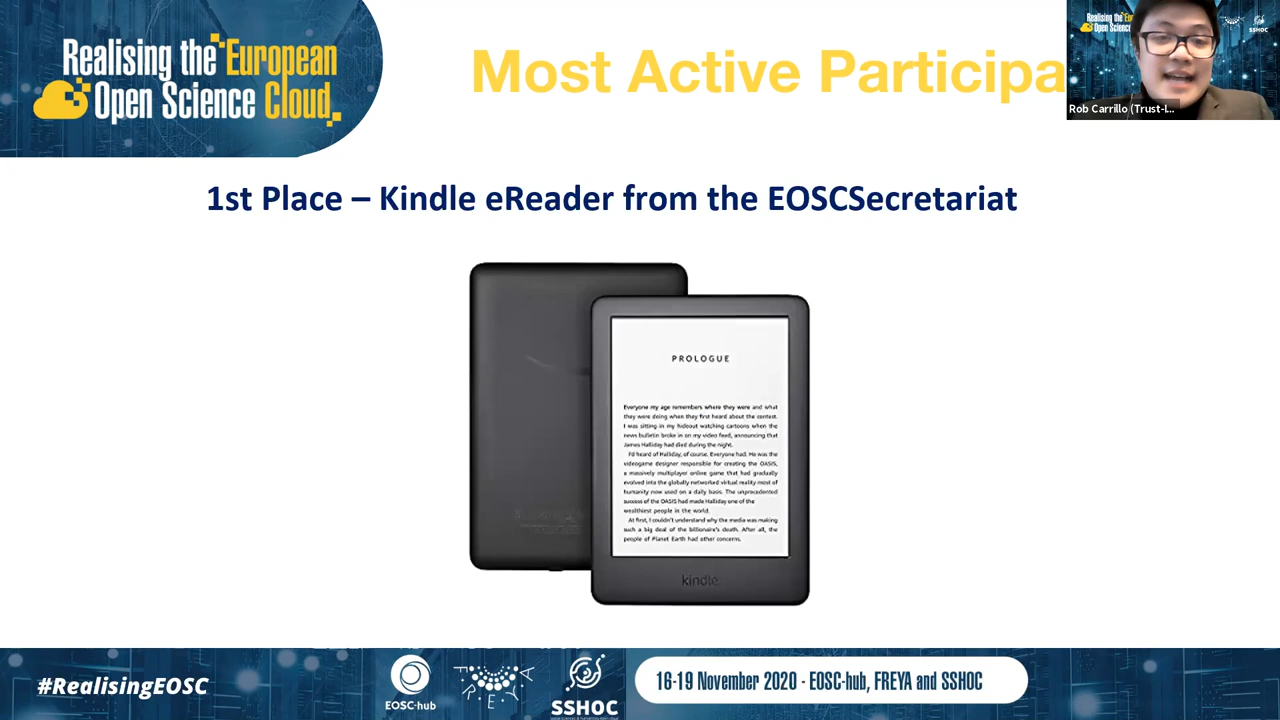 Realising the European
Open Science Cloud
Most Active Participa
Realising the Eur
Open Science
SSHOC
Rob Carrillo (Trust-I...
1st Place – Kindle eReader from the EOSCSecretariat
PROLOGUE
Everyone my age remembers where they were and what
they were doing when they first heard about the contest.
I was sitting in my hideout watching cartoons when the
news bulletin broke in on my video feed, announcing that
James Halliday had died during the night.
I'd heard of Halliday, of course. Everyone had. He was the
videogame designer responsible for creating the OASIS,
a massively multiplayer online game that had gradually
evolved into the globally networked virtual reality most of
humanity now used on a daily basis. The unprecedented
success of the OASIS had made Halliday one of the
wealthiest people in the world.
At first, I couldn't understand why the media was making
such a big deal of the billionaire's death. After all, the
people of Planet Earth had other concerns.
kindle
#RealisingEOSC
EOSC-hub
FREYA
SSHOC
16-19 November 2020 - EOSC-hub, FREYA and SSHOC